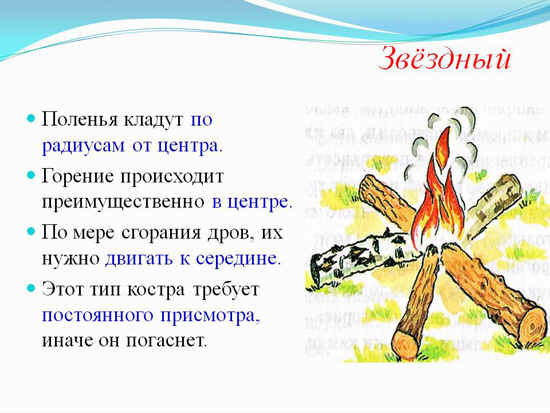 Звёздный
Поленья кладут по
радиусам от центра.
Горение происходит
преимущественно в центре.
По мере сгорания дров, их
нужно двигать к середине.
Этот тип костра требует
постоянного присмотра,
иначе он погаснет.